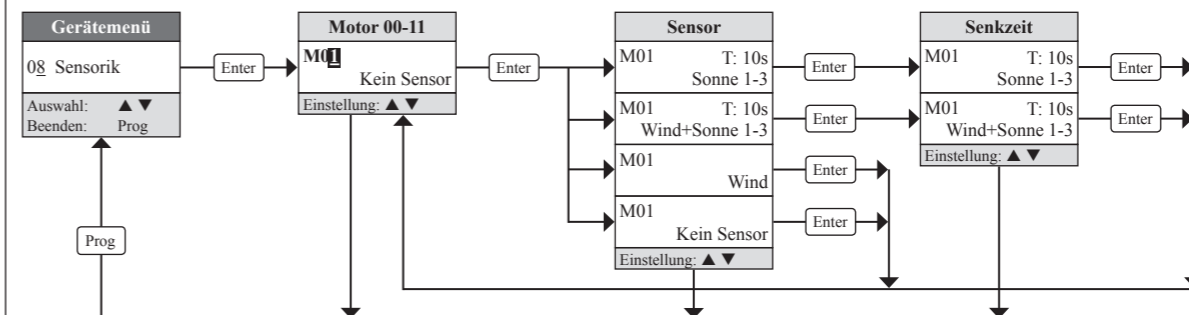 Gerätemenü
08 Sensorik
Auswahl: ▲ ▼
Beenden: Prog
Prog
Enter
Motor 00-11
M01
Kein Sensor
Einstellung: ▲ ▼
Enter
Sensor
M01 T: 10s
Sonne 1-3
M01 T: 10s
Wind+Sonne 1-3
M01
Wind
M01
Kein Sensor
Einstellung: ▲ ▼
Enter
Enter
Enter
Enter
Senkzeit
M01 T: 10s
Sonne 1-3
M01 T: 10s
Wind+Sonne 1-3
Einstellung: ▲ ▼
Enter
Enter